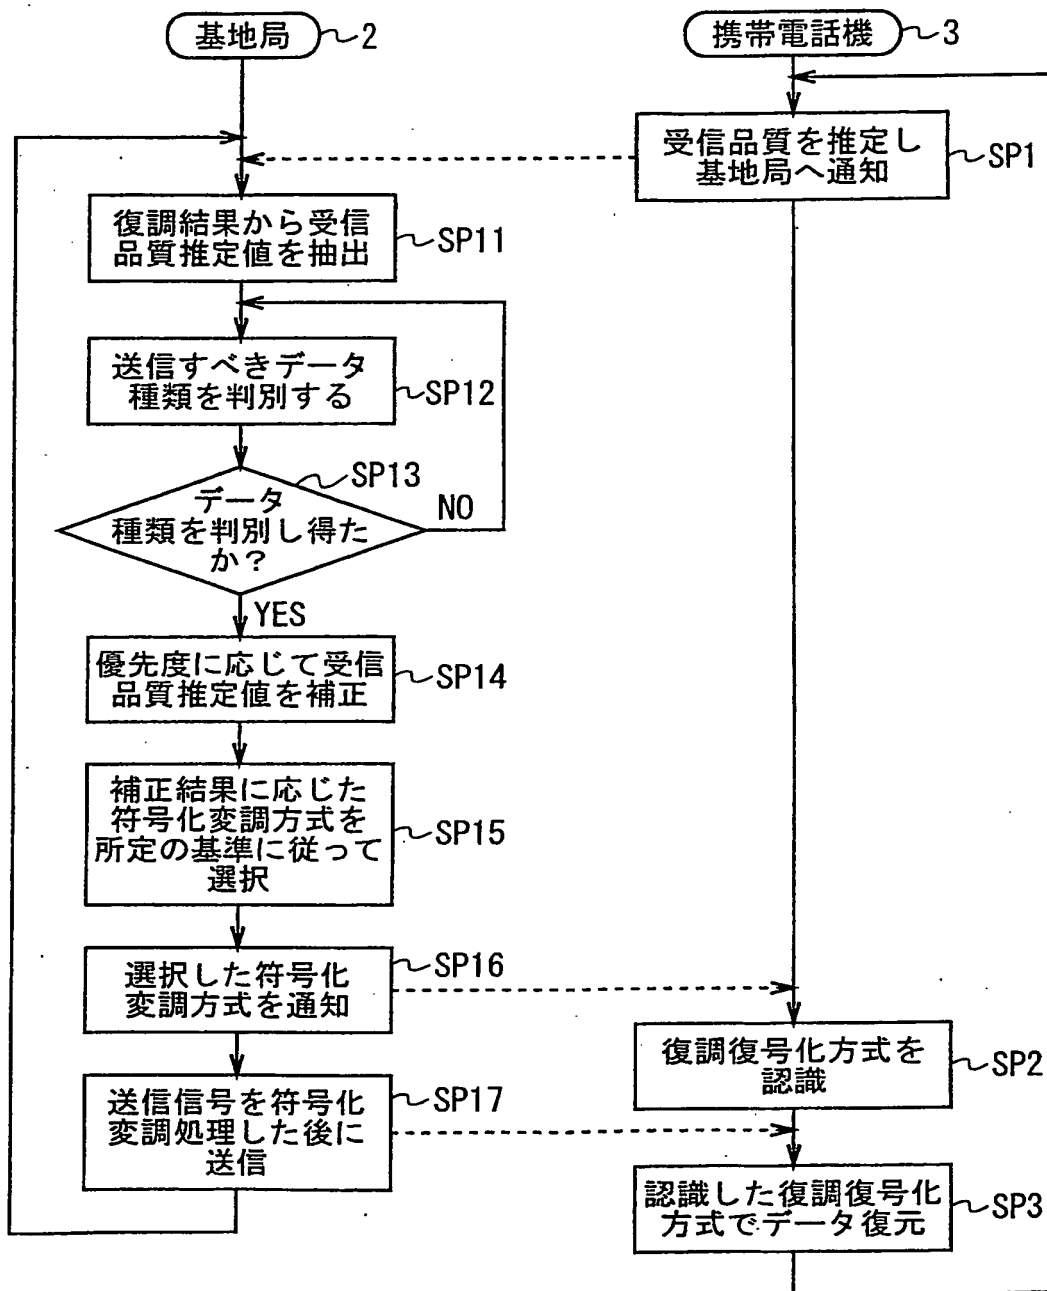 基地局
2
携帯電話機
3
受信品質を推定し
基地局へ通知
SP1
復調結果から受信
品質推定値を抽出
SP11
送信すべきデータ
種類を判別する
SP12
SP13
データ
種類を判別し得た
か?
NO
YES
優先度に応じて受信
品質推定値を補正
SP14
補正結果に応じた
符号化変調方式を
所定の基準に従って
選択
SP15
選択した符号化
変調方式を通知
SP16
復調復号化方式を
認識
SP2
送信信号を符号化
変調処理した後に
送信
SP17
認識した復調復号化
方式でデータ復元
SP3